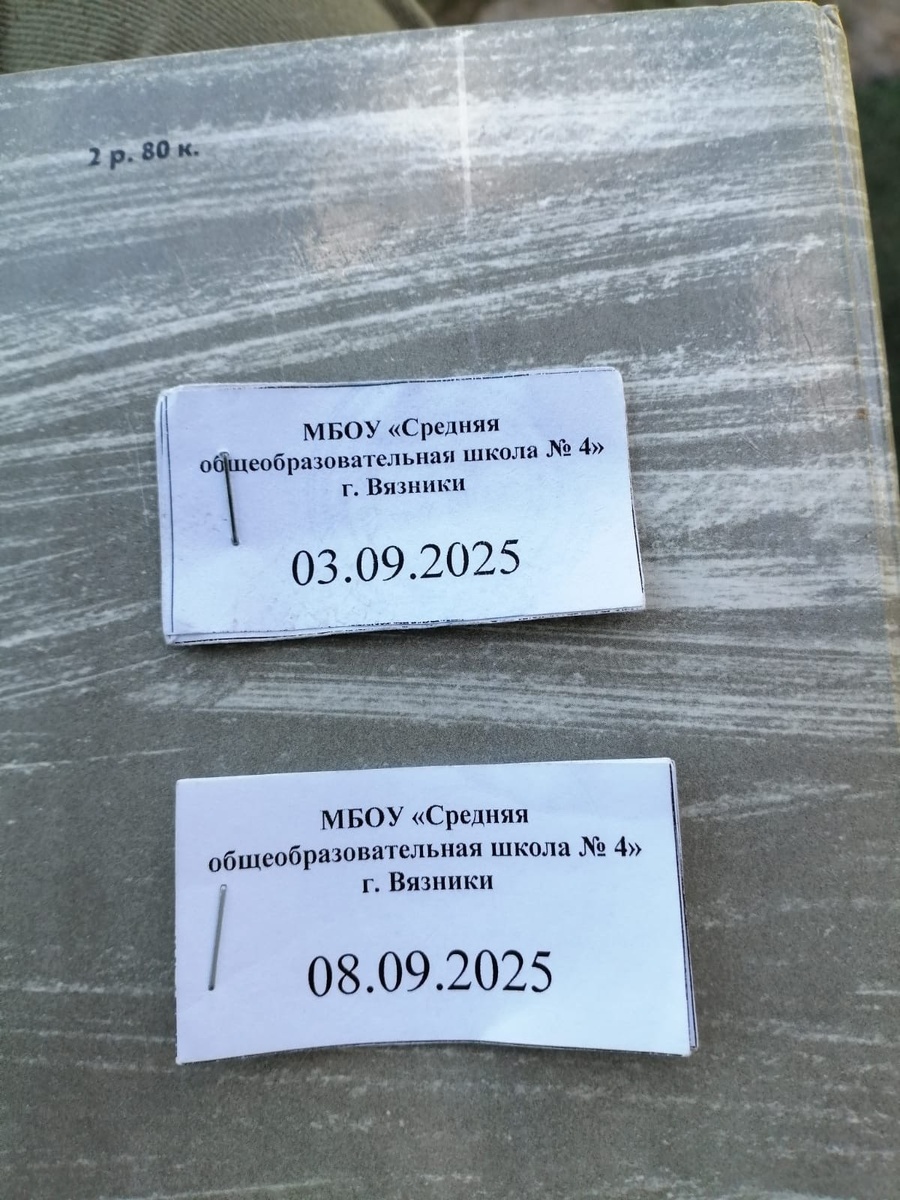 2 р. 80 к.
МБОУ «Средняя
общеобразовательная школа № 4»
г. Вязники
03.09.2025
МБОУ «Средняя
общеобразовательная школа № 4»
г. Вязники
08.09.2025